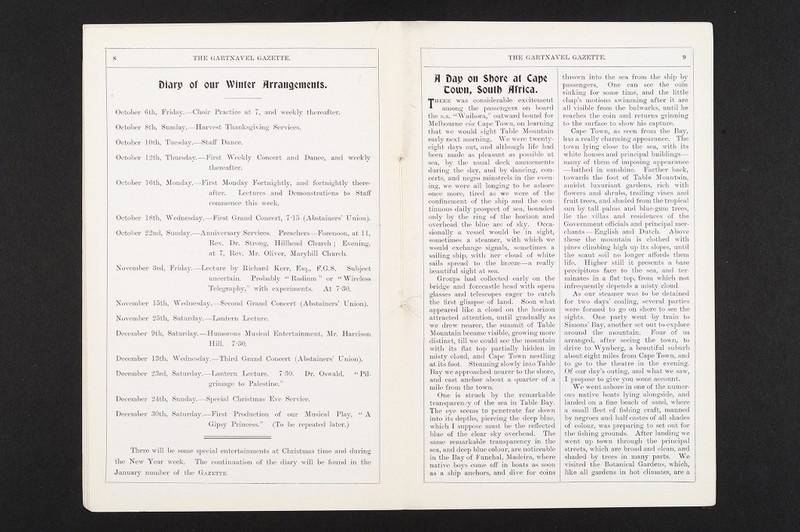 8
THE GARTNAVEL GAZETTE.
Diary of our Winter Arrangements.
October 6th, Friday.—Choir Practice at 7, and weekly thereafter.
October 8th, Sunday.—Harvest Thanksgiving Services.
October 10th, Tuesday.—Staff Dance.
October 12th, Thursday.—First Weekly Concert and Dance, and weekly
thereafter.
October 16th, Monday.—First Monday Fortnightly, and fortnightly there-
after. Lectures and Demonstrations to Staff
commence this week.
October 18th, Wednesday.—First Grand Concert, 7·15 (Abstainers' Union).
October 22nd, Sunday.—Anniversary Services. Preachers—Forenoon, at 11,
Rev. Dr. Strong, Hillhead Church; Evening,
at 7, Rev. Mr. Oliver, Maryhill Church.
November 3rd, Friday.—Lecture by Richard Kerr, Esq., F.G.S. Subject
uncertain. Probably "Radium" or "Wireless
Telegraphy," with experiments. At 7·30.
November 15th, Wednesday.—Second Grand Concert (Abstainers' Union).
November 25th, Saturday.—Lantern Lecture.
December 9th, Saturday.—Humorous Musical Entertainment, Mr. Harrison
Hill. 7·30.
December 13th, Wednesday.—Third Grand Concert (Abstainers' Union).
December 23rd, Saturday.—Lantern Lecture. 7·30. Dr. Oswald. "Pil-
grimage to Palestine."
December 24th, Sunday.—Special Christmas Eve Service.
December 30th, Saturday.—First Production of our Musical Play, "A
Gipsy Princess." (To be repeated later.)
There will be some special entertainments at Christmas time and during
the New Year week. The continuation of the diary will be found in the
January number of the GAZETTE.
THE GARTNAVEL GAZETTE.
9
A Day on Shore at Cape
Town, South Africa.
THERE was considerable excitement
among the passengers on board
the s.s. "Wailora," outward bound for
Melbourne via Cape Town, on learning
that we would sight Table Mountain
early next morning. We were twenty-
eight days out, and although life had
been made as pleasant as possible at
sea, by the usual deck amusements
during the day, and by dancing, con-
certs, and negro minstrels in the even-
ing, we were all longing to be ashore
once more, tired as we were of the
confinement of the ship and the con-
tinuous daily prospect of sea, bounded
only by the ring of the horizon and
overhead the blue arc of sky. Occa-
sionally a vessel would be in sight,
sometimes a steamer, with which we
would exchange signals, sometimes a
sailing ship, with her cloud of white
sails spread to the breeze—a really
beautiful sight at sea.
Groups had collected early on the
bridge and forecastle head with opera
glasses and telescopes eager to catch
the first glimpse of land. Soon what
appeared like a cloud on the horizon
attracted attention, until gradually as
we drew nearer, the summit of Table
Mountain became visible, growing more
distinct, till we could see the mountain
with its flat top partially hidden in
misty cloud, and Cape Town nestling
at its foot. Steaming slowly into Table
Bay we approached nearer to the shore,
and cast anchor about a quarter of a
mile from the town.
One is struck by the remarkable
transparency of the sea in Table Bay.
The eye seems to penetrate far down
into its depths, piercing the deep blue,
which I suppose must be the reflected
blue of the clear sky overhead. The
same remarkable transparency in the
sea, and deep blue colour, are noticeable
in the Bay of Funchal, Madeira, where
native boys come off in boats as soon
as a ship anchors, and dive for coins
thrown into the sea from the ship by
passengers. One can see the coin
sinking for some time, and the little
chap's motions swimming after it are
all visible from the bulwarks, until he
reaches the coin and returns grinning
to the surface to show his capture.
Cape Town, as seen from the Bay,
has a really charming appearance. The
town lying close to the sea, with its
white houses and principal buildings—
many of them of imposing appearance
—bathed in sunshine. Farther back,
towards the foot of Table Mountain,
amidst luxuriant gardens, rich with
flowers and shrubs, trailing vines and
fruit trees, and shaded from the tropical
sun by tall palms and blue-gum trees,
lie the villas and residences of the
Government officials and principal mer-
chants—English and Dutch. Above
these the mountain is clothed with
pines climbing high up its slopes, until
the scant soil no longer affords them
life. Higher still it presents a bare
precipitous face to the sea, and ter-
minates in a flat top, from which not
infrequently depends a misty cloud.
As our steamer was to be detained
for two days' coaling, several parties
were formed to go on shore to see the
sights. One party went by train to
Simons' Bay, another set out to explore
around the mountain. Four of us
arranged, after seeing the town, to
drive to Wynberg, a beautiful suburb
about eight miles from Cape Town, and
to go to the theatre in the evening.
Of our day's outing, and what we saw,
I propose to give you some account.
We went ashore in one of the numer-
ous native boats lying alongside, and
landed on a fine beach of sand, where
a small fleet of fishing craft, manned
by negroes and half-castes of all shades
of colour, was preparing to set out for
the fishing grounds. After landing we
went up town through the principal
streets, which are broad and clean, and
shaded by trees in many parts. We
visited the Botanical Gardens, which,
like all gardens in hot climates, are a